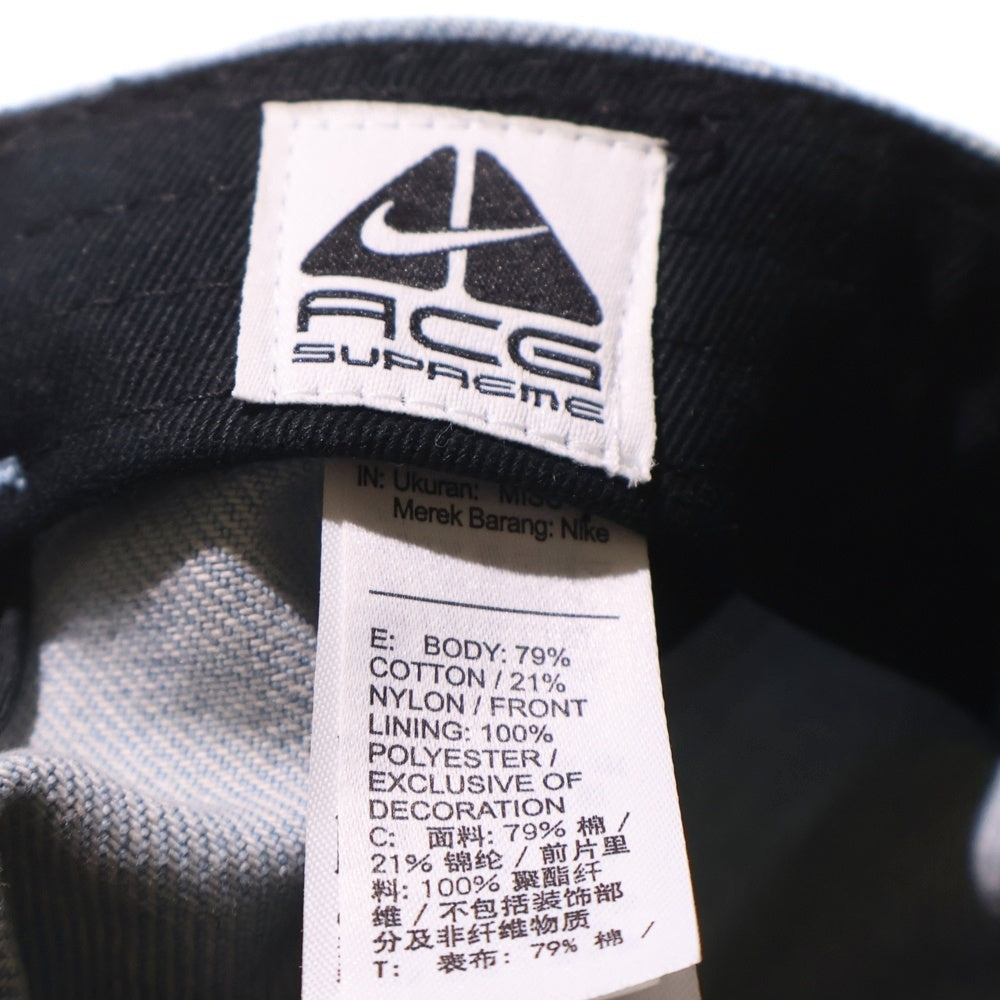 ACG
SUPREME
IN: Ukuran:
Merek Barang: Nike
E: BODY: 79%
COTTON / 21%
NYLON / FRONT
LINING: 100%
POLYESTER /
EXCLUSIVE OF
DECORATION
C: 面料: 79% 棉 /
21% 锦纶 / 前片里
料: 100% 聚酯纤
维 / 不包括装饰部
分及非纤维物质
T: 表布: 79% 棉 /